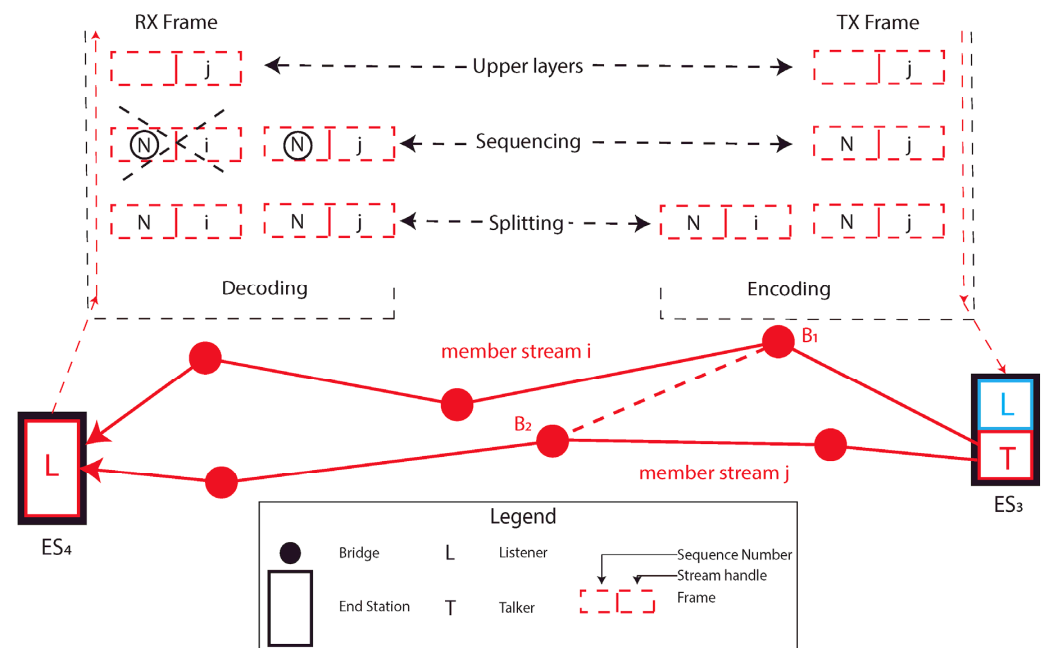 RX Frame TX Frame
j Upper layers j
N i N j Sequencing N j
N i N j Splitting N i N j
Decoding Encoding
member stream i B1
B2
member stream j
L
L
T
ES4
ES3
Legend
Bridge L Listener Sequence Number
Stream handle
End Station T Talker Frame